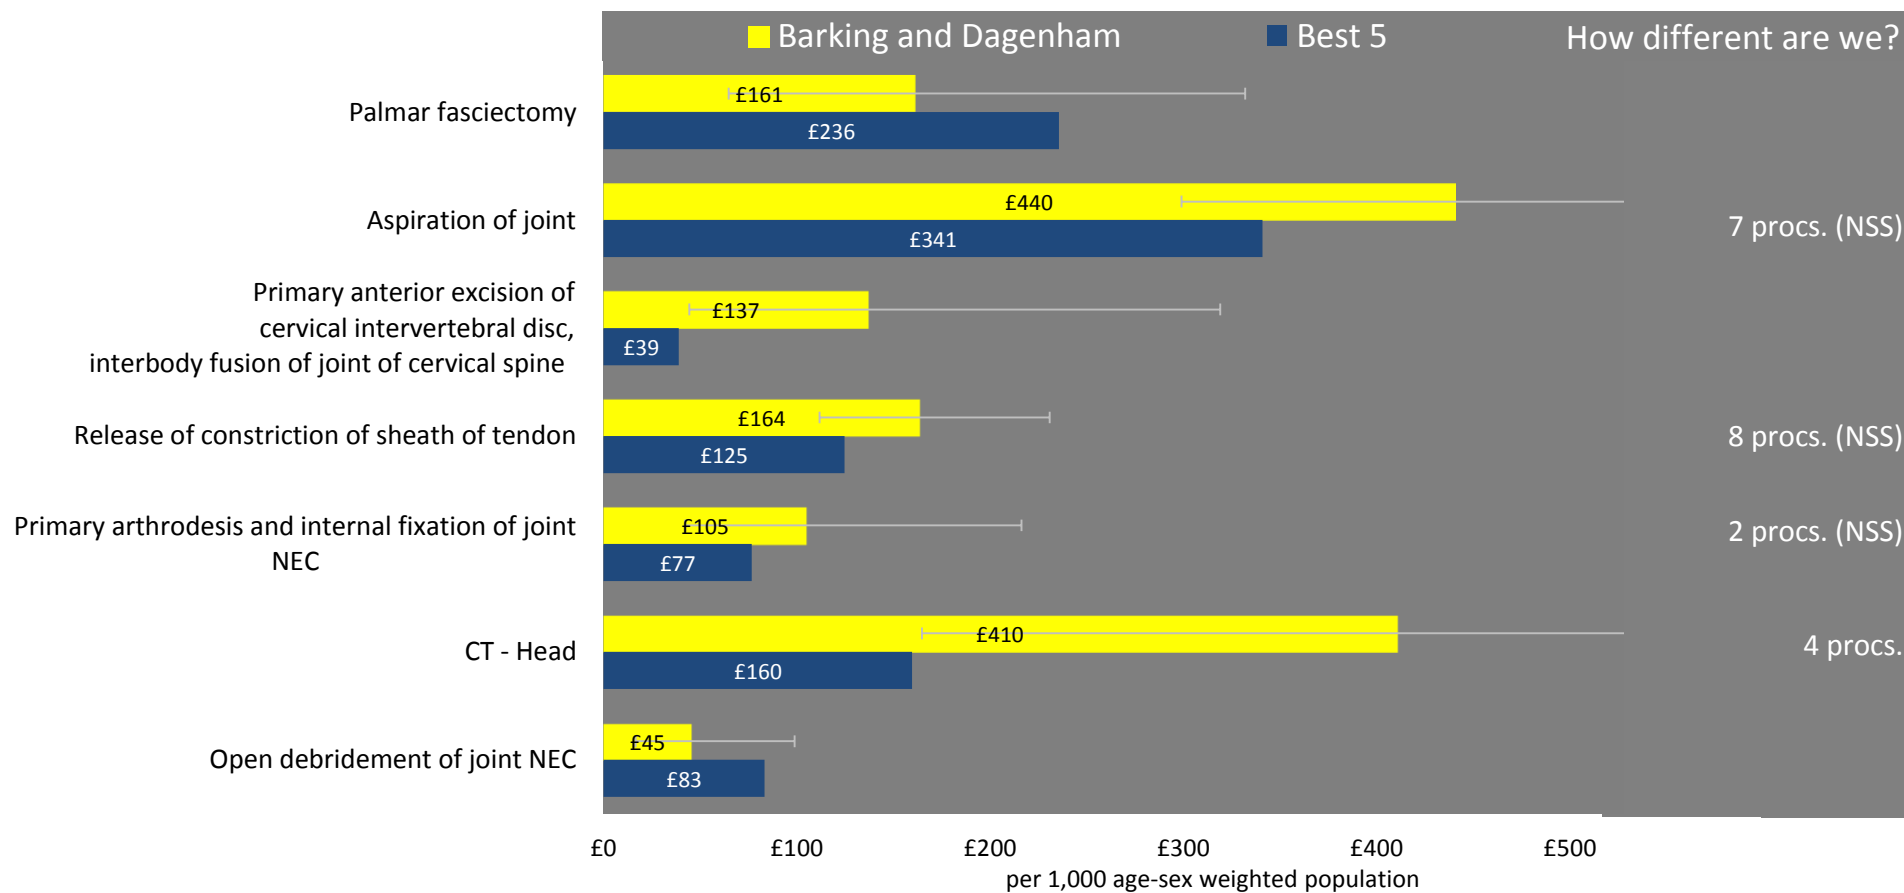 Barking and Dagenham Best 5 How different are we?
Palmar fasciectomy
£161
£236
Aspiration of joint
£440
£341
7 procs. (NSS)
Primary anterior excision of
cervical intervertebral disc,
interbody fusion of joint of cervical spine
£137
£39
Release of constriction of sheath of tendon
£164
£125
8 procs. (NSS)
Primary arthrodesis and internal fixation of joint
NEC
£105
£77
2 procs. (NSS)
CT - Head
£410
£160
4 procs.
Open debridement of joint NEC
£45
£83
£0 £100 £200 £300 £400 £500
per 1,000 age-sex weighted population